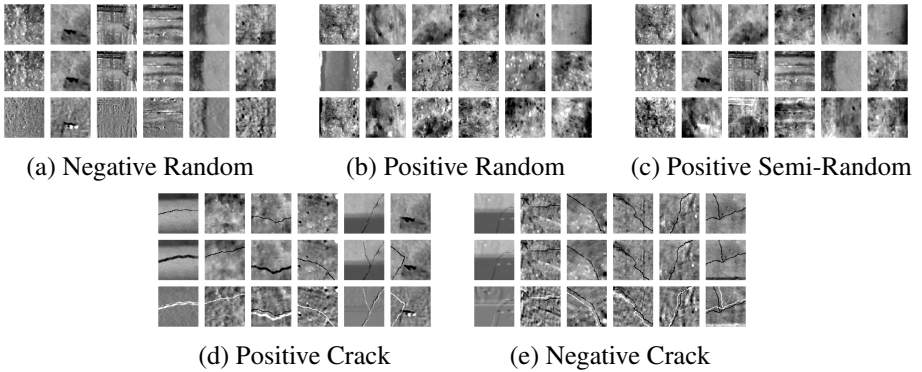 (a) Negative Random
(b) Positive Random
(c) Positive Semi-Random
(d) Positive Crack
(e) Negative Crack